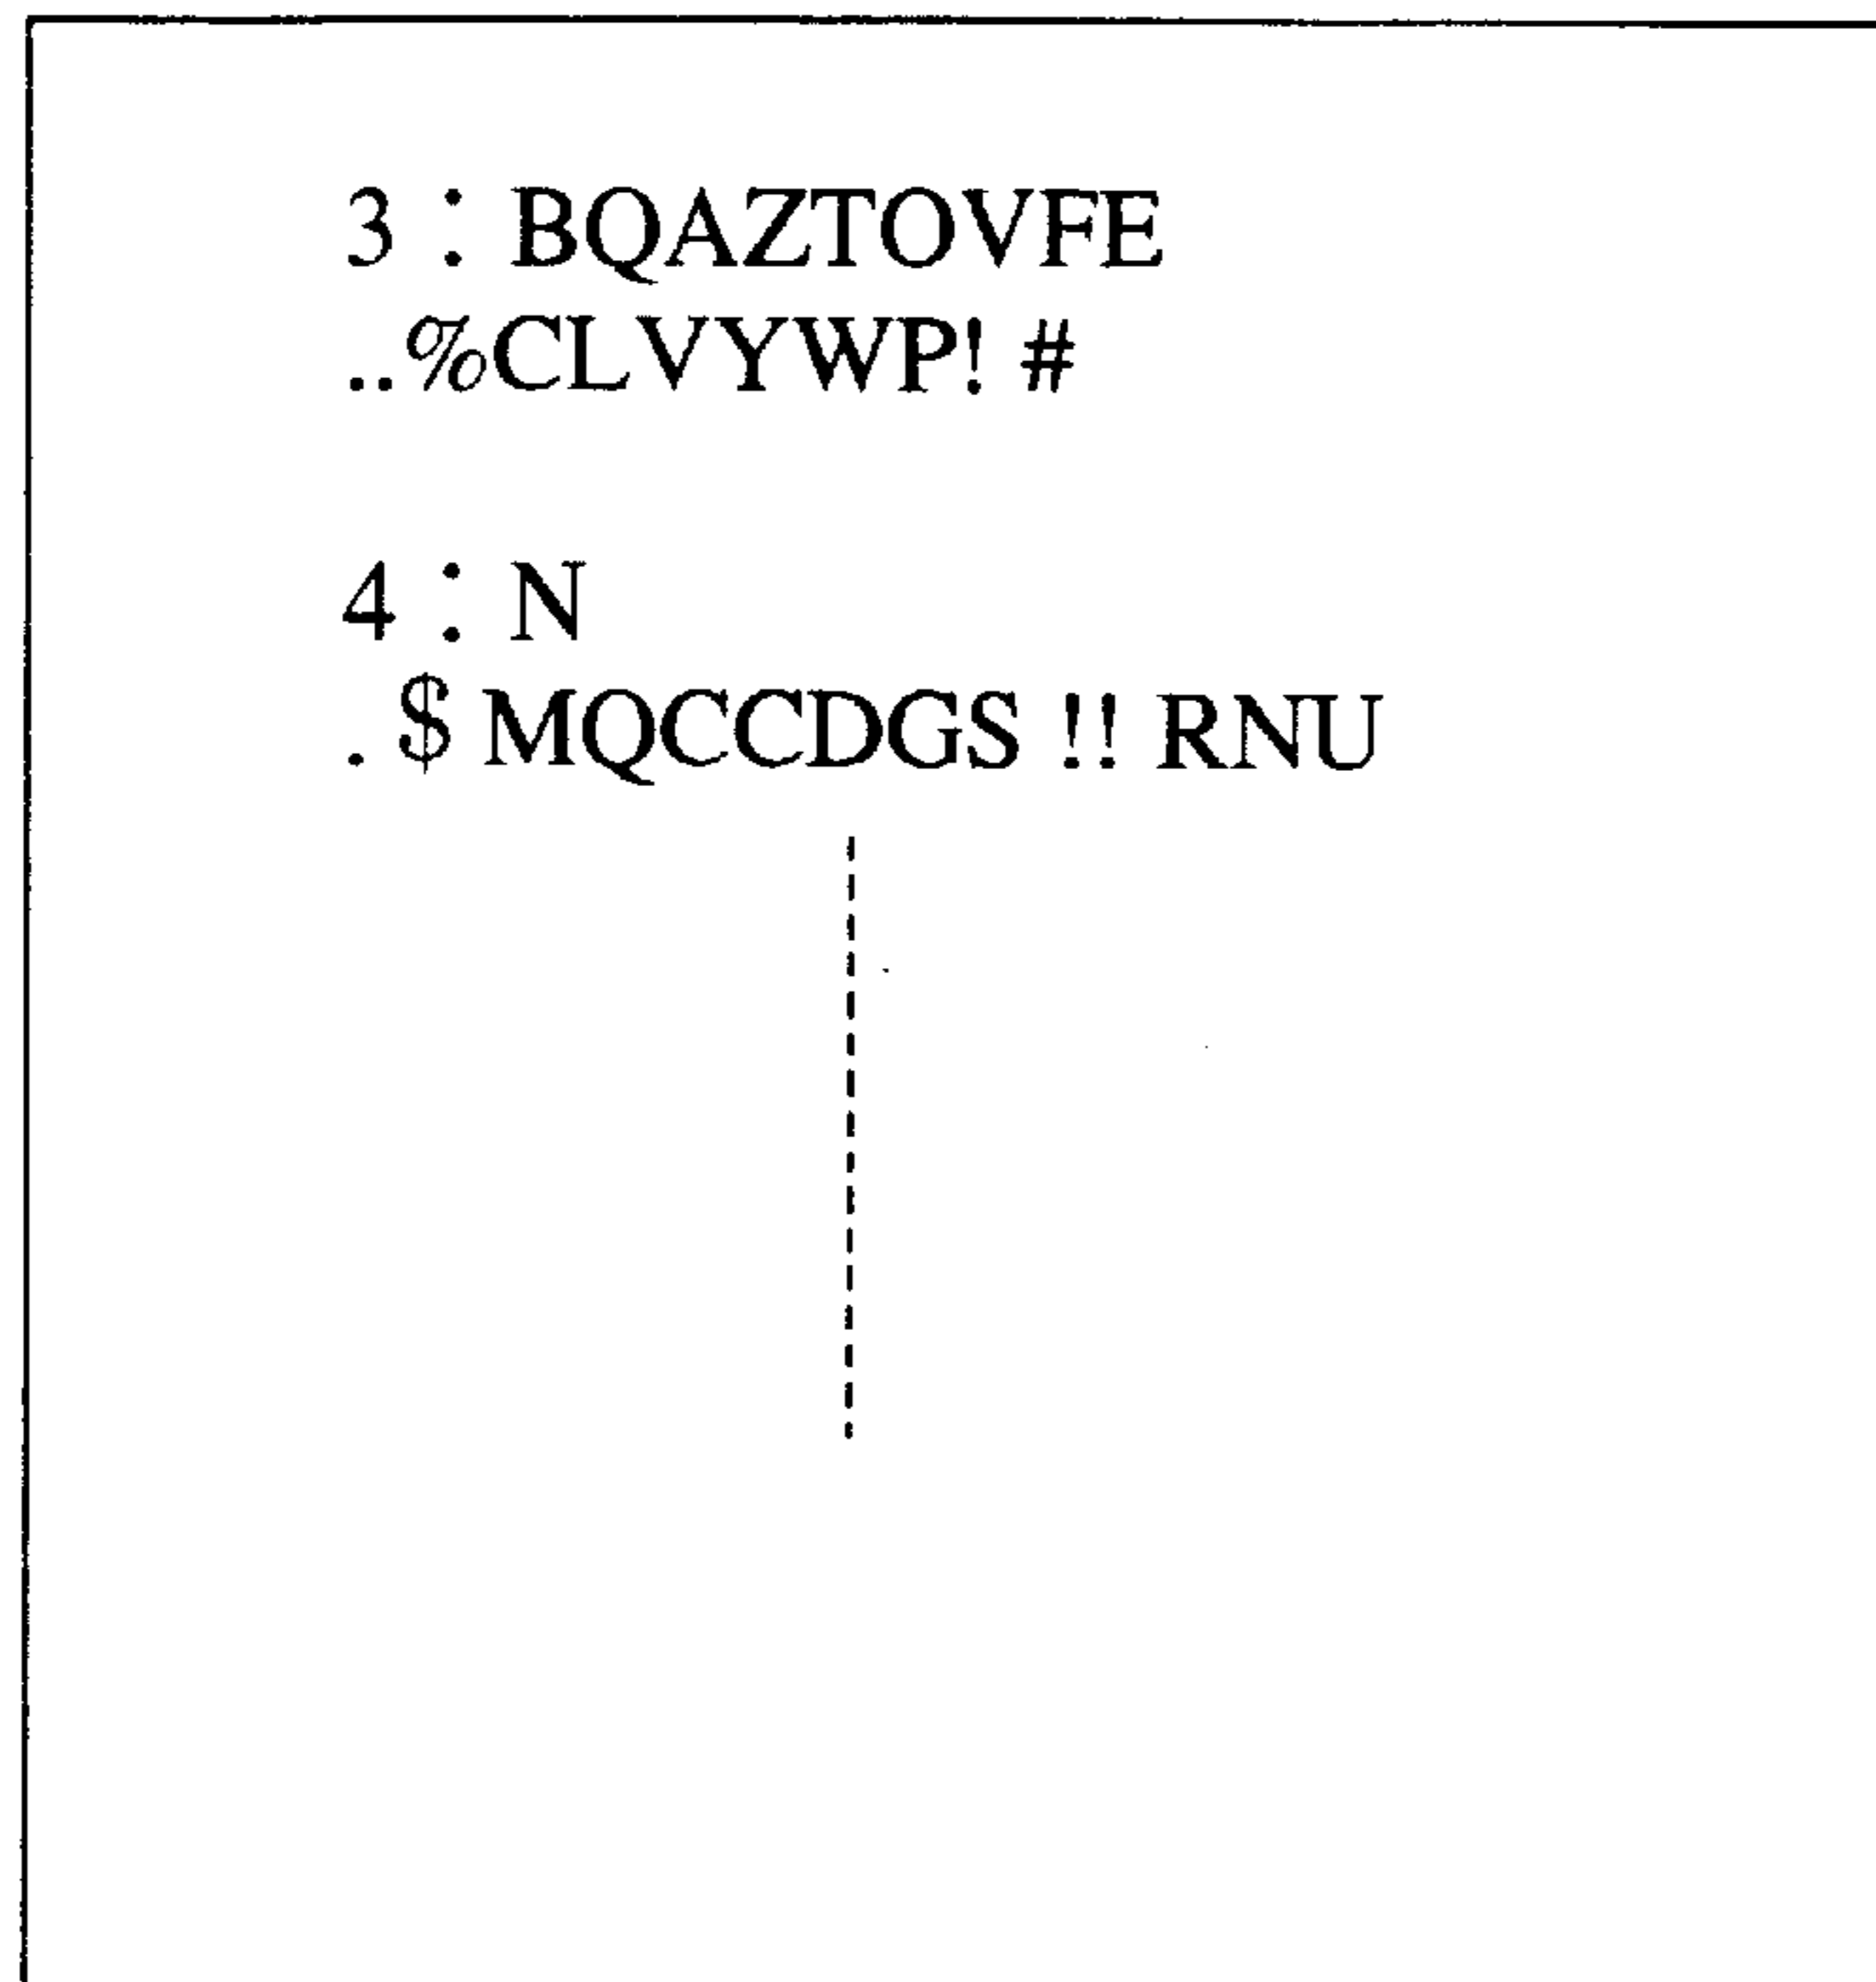 3 : BQAZTOVFE
..%CLVYWP! #
4 : N
. $ MQCCDGS !! RNU